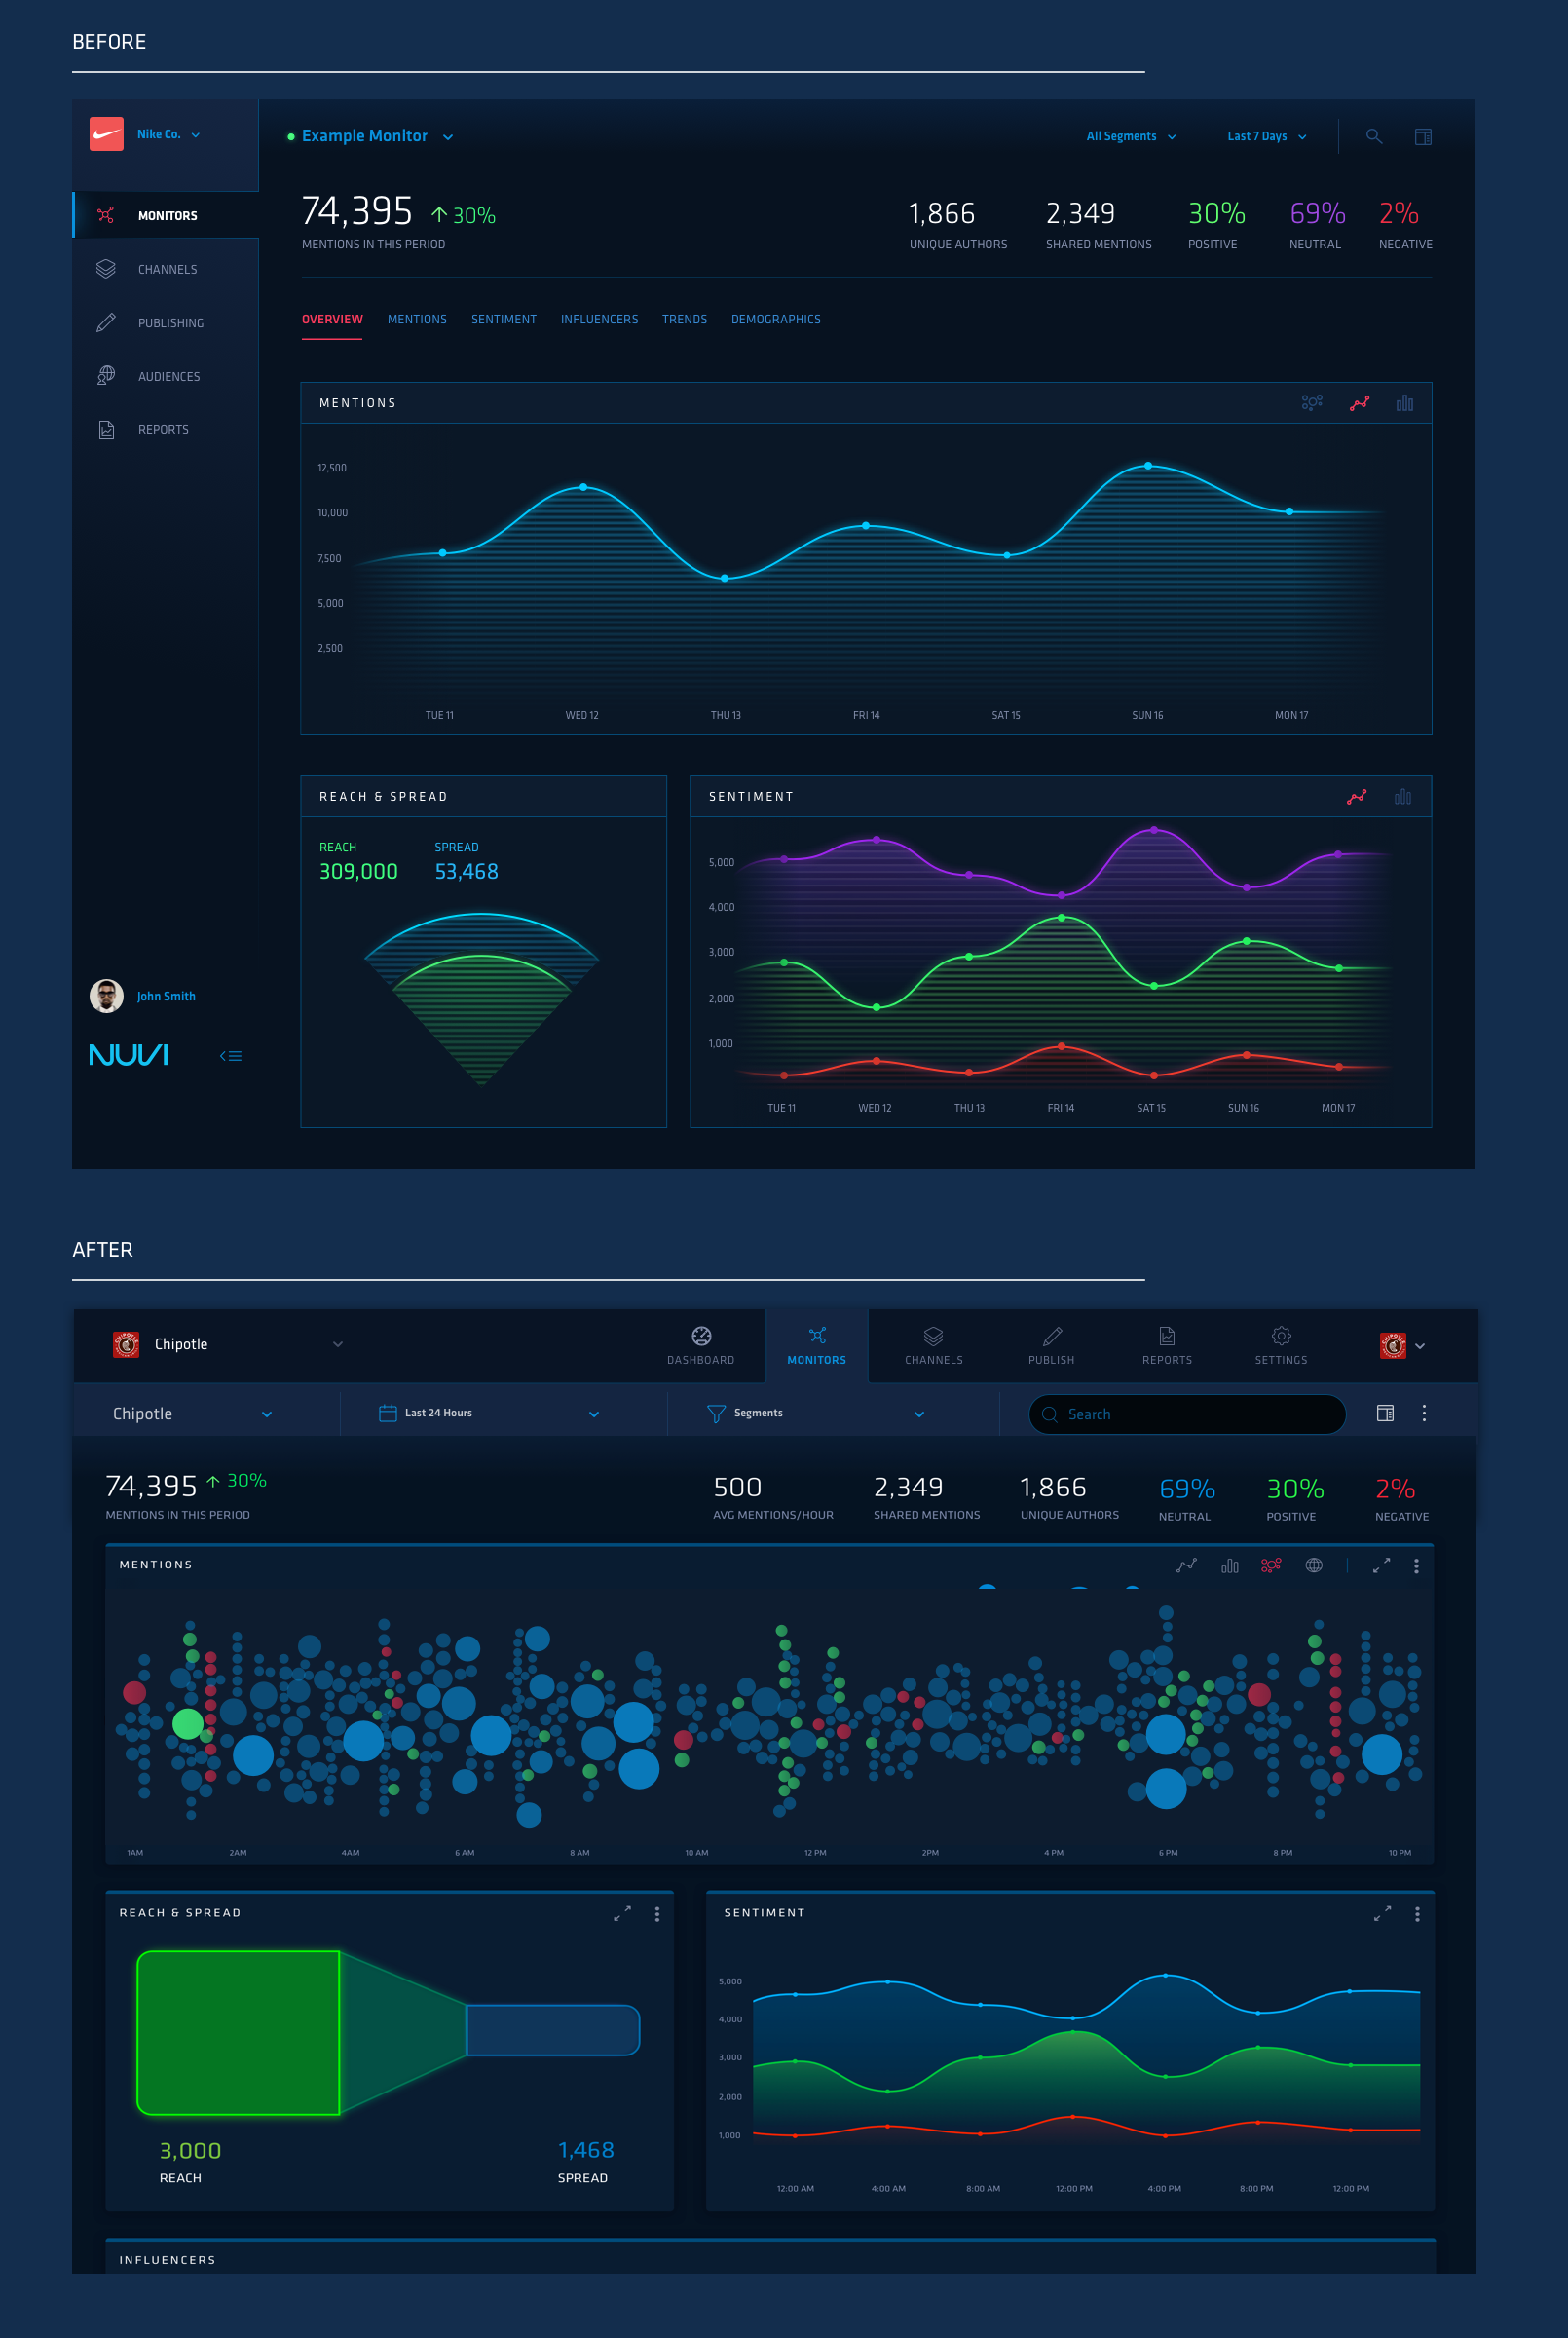 BEFORE
Nike Co.
Example Monitor
All Segments
Last 7 Days
MONITORS
CHANNELS
PUBLISHING
AUDIENCES
REPORTS
74,395 30%
MENTIONS IN THIS PERIOD
1,866
UNIQUE AUTHORS
2,349
SHARED MENTIONS
30%
POSITIVE
69%
NEUTRAL
2%
NEGATIVE
OVERVIEW MENTIONS SENTIMENT INFLUENCERS TRENDS DEMOGRAPHICS
MENTIONS
12,500
10,000
7,500
5,000
2,500
TUE 11 WED 12 THU 13 FRI 14 SAT 15 SUN 16 MON 17
REACH & SPREAD
REACH SPREAD
309,000 53,468
SENTIMENT
5,000
4,000
3,000
2,000
1,000
TUE 11 WED 12 THU 13 FRI 14 SAT 15 SUN 16 MON 17
John Smith
NUVI
AFTER
Chipotle
DASHBOARD MONITORS CHANNELS PUBLISH REPORTS SETTINGS
Chipotle Last 24 Hours Segments Search
74,395 30%
MENTIONS IN THIS PERIOD
500
AVG MENTIONS/HOUR
2,349
SHARED MENTIONS
1,866
UNIQUE AUTHORS
69%
NEUTRAL
30%
POSITIVE
2%
NEGATIVE
MENTIONS
1AM 2AM 4AM 6 AM 8 AM 10 AM 12 PM 2PM 4 PM 6 PM 8 PM 10 PM
REACH & SPREAD
3,000
REACH
1,468
SPREAD
SENTIMENT
5,000
4,000
3,000
2,000
1,000
12:00 AM 4:00 AM 8:00 AM 12:00 PM 4:00 PM 8:00 PM 12:00 PM
INFLUENCERS